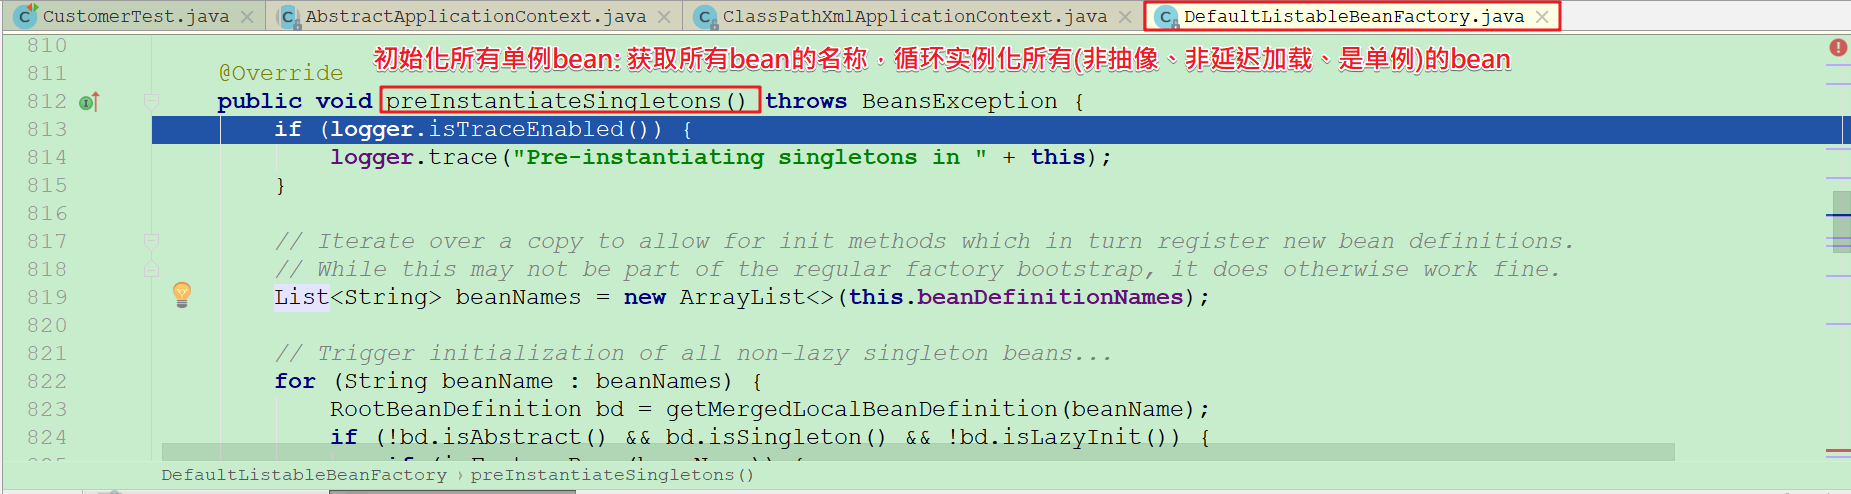 CustomerTest.java AbstractApplicationContext.java ClassPathXmlApplicationContext.java DefaultListableBeanFactory.java
810
初始化所有单例bean: 获取所有bean的名称，循环实例化所有(非抽像、非延迟加载、是单例)的bean
811 @Override
812 public void preInstantiateSingletons() throws BeansException {
813 if (logger.isTraceEnabled()) {
814 logger.trace("Pre-instantiating singletons in " + this);
815 }
816
817 // Iterate over a copy to allow for init methods which in turn register new bean definitions.
818 // While this may not be part of the regular factory bootstrap, it does otherwise work fine.
819 List<String> beanNames = new ArrayList<>(this.beanDefinitionNames);
820
821 // Trigger initialization of all non-lazy singleton beans...
822 for (String beanName : beanNames) {
823 RootBeanDefinition bd = getMergedLocalBeanDefinition(beanName);
824 if (!bd.isAbstract() && bd.isSingleton() && !bd.isLazyInit()) {
DefaultListableBeanFactory › preInstantiateSingletons()